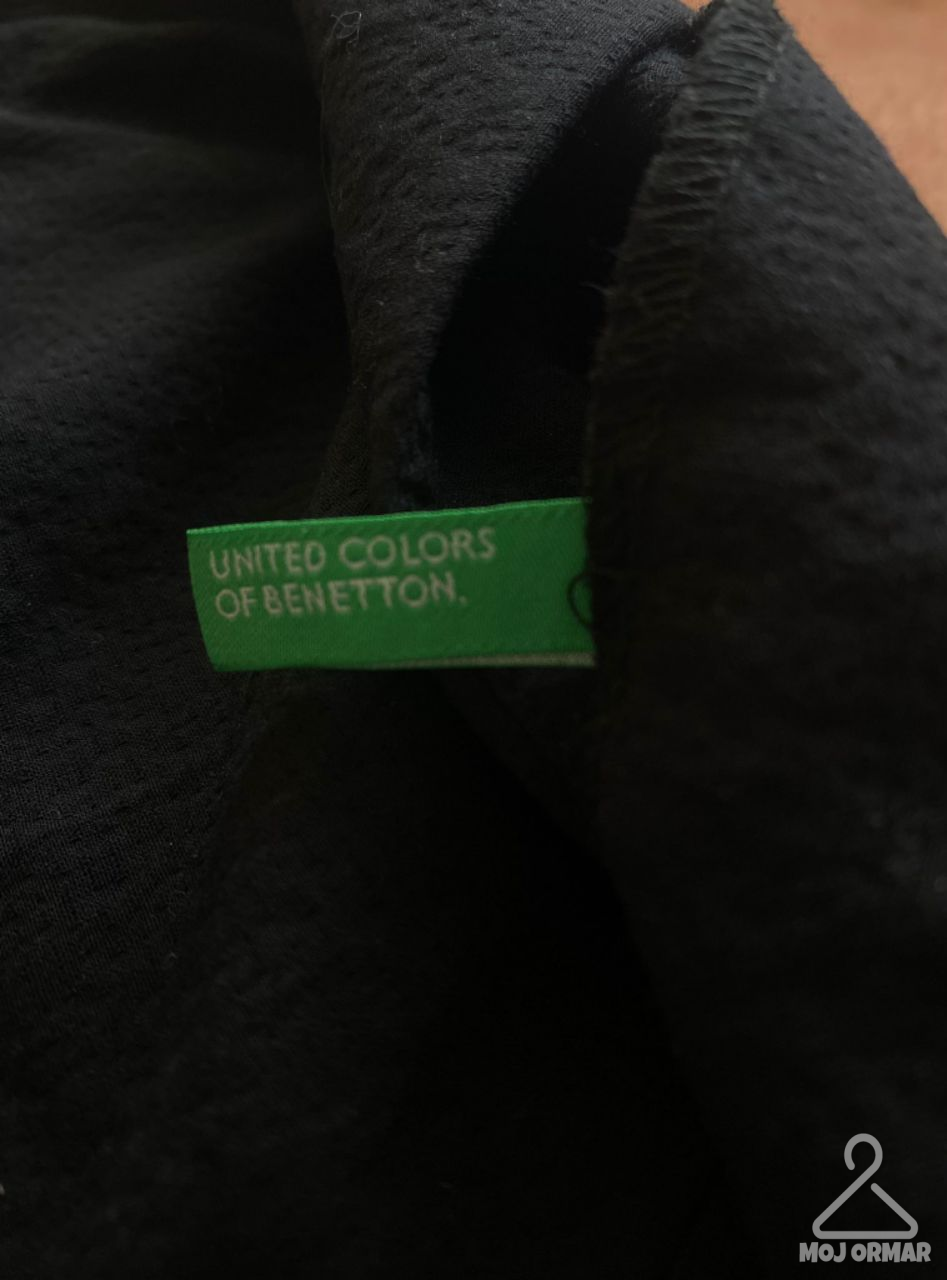 UNITED COLORS
OF BENETTON.
MOJ ORMAR